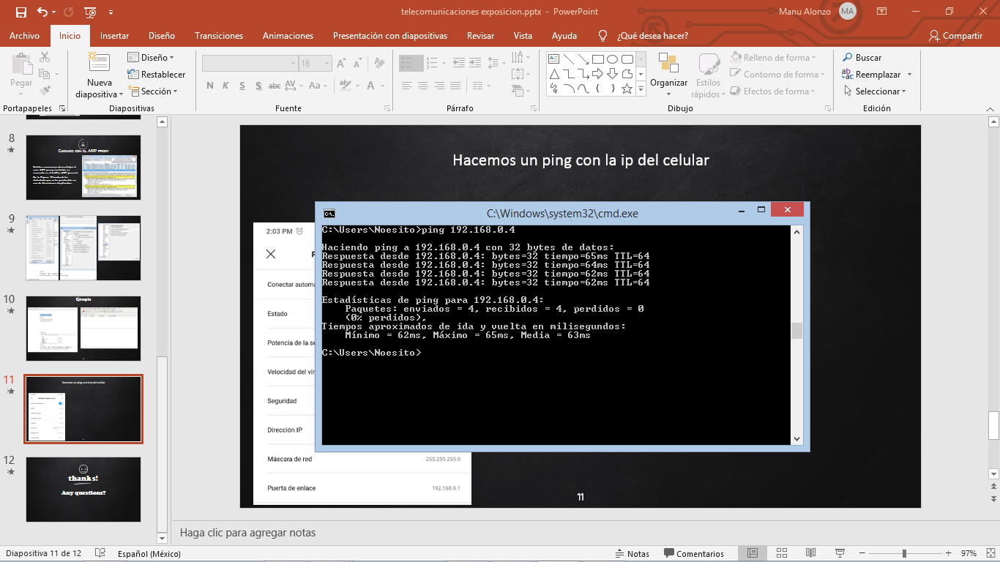 telecomunicaciones exposicion.pptx - PowerPoint
Manu Alonzo
MA
Archivo
Inicio
Insertar
Diseño
Transiciones
Animaciones
Presentación con diapositivas
Revisar
Vista
Ayuda
¿Qué desea hacer?
Compartir
Pegar
Nueva
diapositiva
Diseño
Restablecer
Sección
16
N K S S abc AV Aa A
Organizar
Estilos
rápidos
Relleno de forma
Contorno de forma
Efectos de forma
Buscar
Reemplazar
Seleccionar
Portapapeles
Diapositivas
Fuente
Párrafo
Dibujo
Edición
8
Cuidado con el ARP proxy
9
10
Ejemplo
11
Hacemos un ping con la ip del celular
12
thanks!
Any questions?
Hacemos un ping con la ip del celular
2:03 PM
Conectar automa
Estado
Potencia de la se
Velocidad del vín
Seguridad
Dirección IP
Máscara de red
255.255.255.0
Puerta de enlace
192.168.0.1
C:\Windows\system32\cmd.exe
C:\Users\Noesito>ping 192.168.0.4
Haciendo ping a 192.168.0.4 con 32 bytes de datos:
Respuesta desde 192.168.0.4: bytes=32 tiempo=65ms TTL=64
Respuesta desde 192.168.0.4: bytes=32 tiempo=64ms TTL=64
Respuesta desde 192.168.0.4: bytes=32 tiempo=62ms TTL=64
Respuesta desde 192.168.0.4: bytes=32 tiempo=62ms TTL=64
Estadísticas de ping para 192.168.0.4:
Paquetes: enviados = 4, recibidos = 4, perdidos = 0
(0% perdidos),
Tiempos aproximados de ida y vuelta en milisegundos:
Mínimo = 62ms, Máximo = 65ms, Media = 63ms
C:\Users\Noesito>
11
Haga clic para agregar notas
Diapositiva 11 de 12
Español (México)
Notas
Comentarios
97%